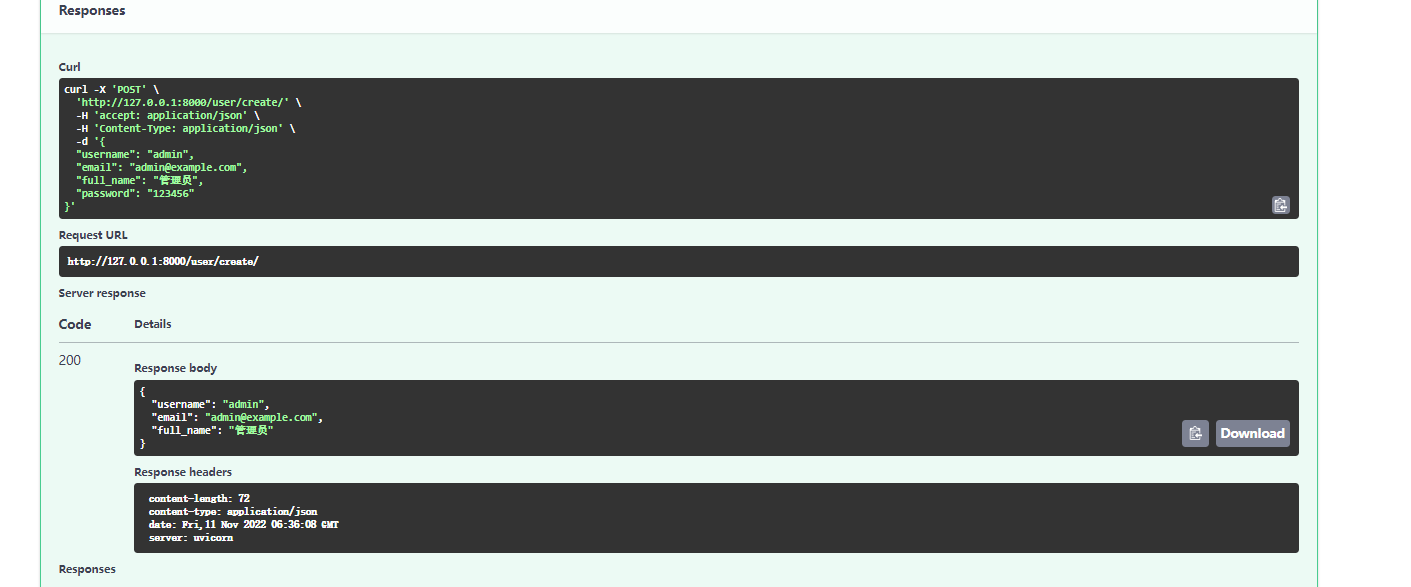 Responses
Curl
curl -X 'POST' \
  'http://127.0.0.1:8000/user/create/' \
  -H 'accept: application/json' \
  -H 'Content-Type: application/json' \
  -d '{
  "username": "admin",
  "email": "admin@example.com",
  "full_name": "管理员",
  "password": "123456"
}'
Request URL
http://127.0.0.1:8000/user/create/
Server response
Code Details
200
Response body
{
  "username": "admin",
  "email": "admin@example.com",
  "full_name": "管理员"
}
Download
Response headers
content-length: 72
content-type: application/json
date: Fri,11 Nov 2022 06:36:08 GMT
server: uvicorn
Responses